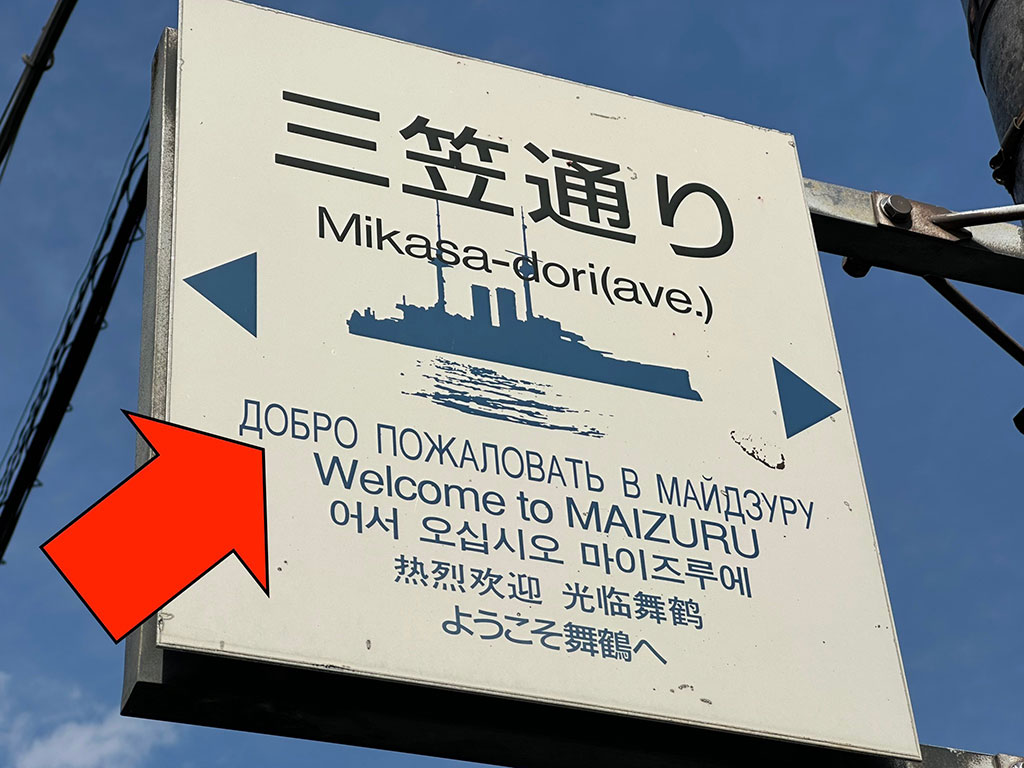 三笠通り
Mikasa-dori(ave.)
ДОБРО ПОЖАЛОВАТЬ В МАЙДЗУРУ
Welcome to MAIZURU
어서 오십시오 마이즈루에
热烈欢迎 光临舞鹤
ようこそ舞鶴へ